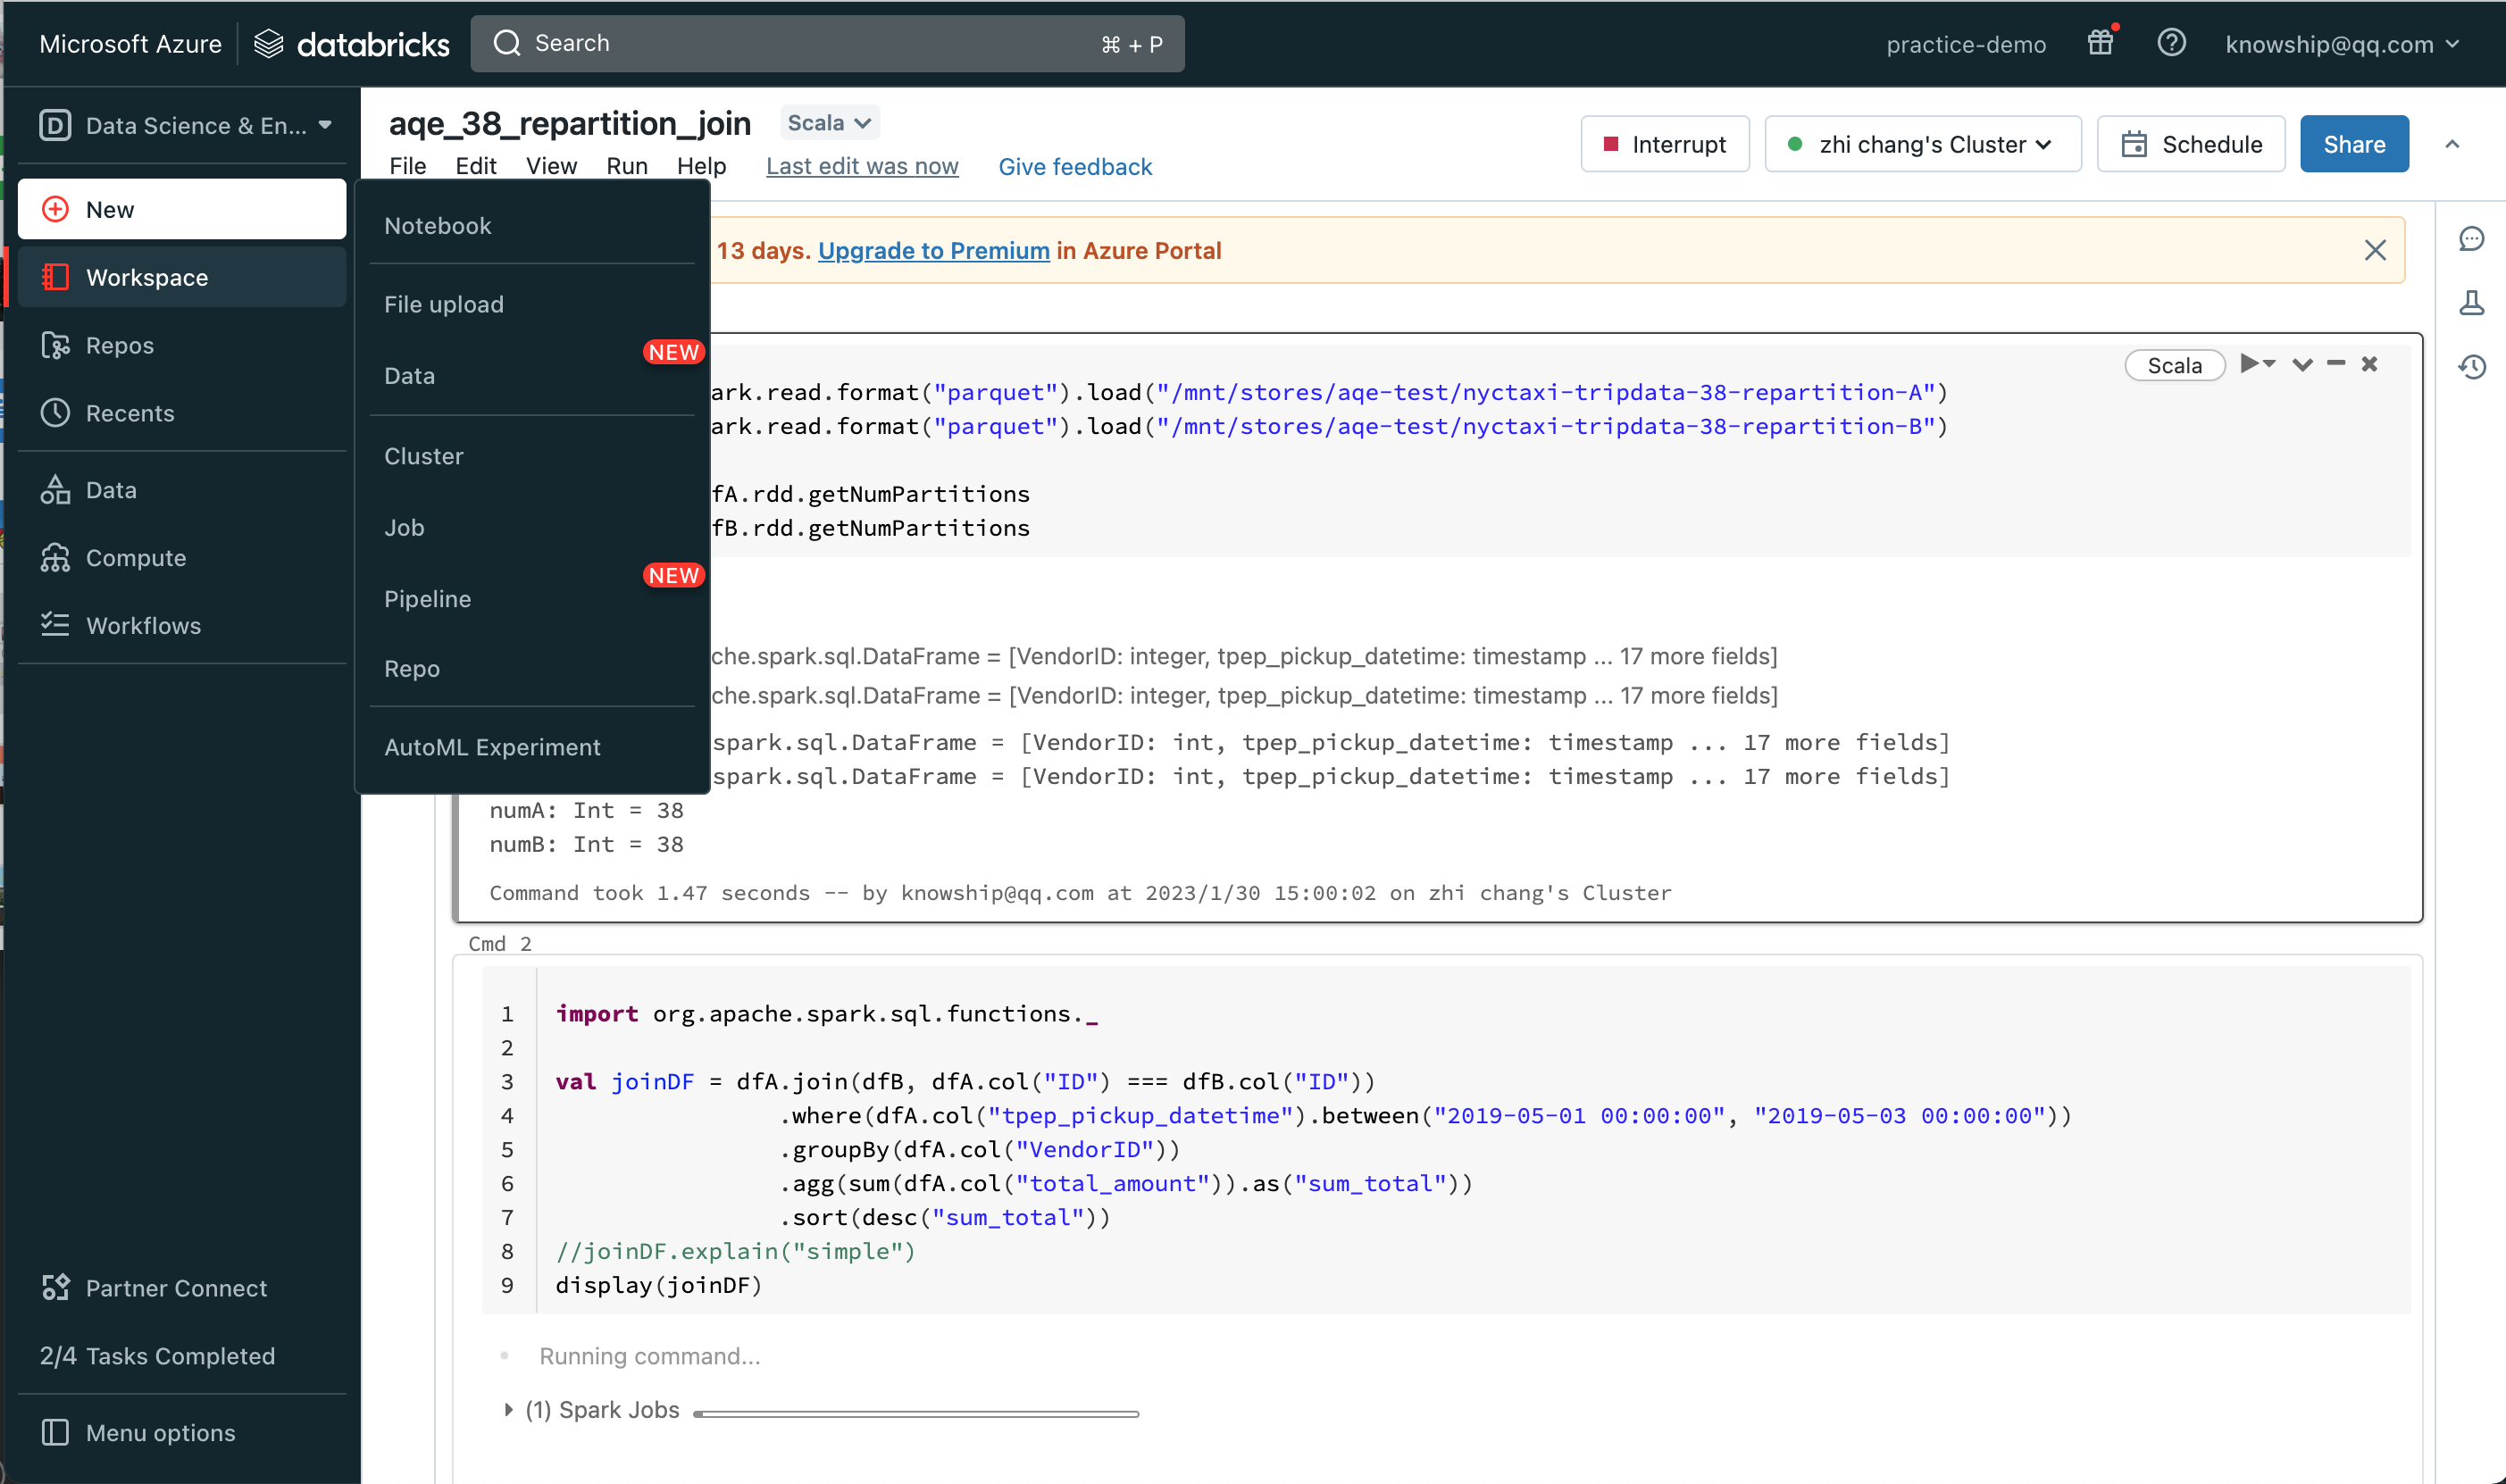 Microsoft Azure databricks Search ⌘ + P practice-demo knowship@qq.com
Data Science & En...
New
Workspace
Repos
Recents
Data
Compute
Workflows
Partner Connect
2/4 Tasks Completed
Menu options
aqe_38_repartition_join Scala
File Edit View Run Help Last edit was now Give feedback
Interrupt zhi chang's Cluster Schedule Share
Notebook
File upload
NEW
Data
Cluster
Job
NEW
Pipeline
Repo
AutoML Experiment
13 days. Upgrade to Premium in Azure Portal
Scala
ark.read.format("parquet").load("/mnt/stores/aqe-test/nyctaxi-tripdata-38-repartition-A")
ark.read.format("parquet").load("/mnt/stores/aqe-test/nyctaxi-tripdata-38-repartition-B")
fA.rdd.getNumPartitions
fB.rdd.getNumPartitions
che.spark.sql.DataFrame = [VendorID: integer, tpep_pickup_datetime: timestamp ... 17 more fields]
che.spark.sql.DataFrame = [VendorID: integer, tpep_pickup_datetime: timestamp ... 17 more fields]
spark.sql.DataFrame = [VendorID: int, tpep_pickup_datetime: timestamp ... 17 more fields]
spark.sql.DataFrame = [VendorID: int, tpep_pickup_datetime: timestamp ... 17 more fields]
numA: Int = 38
numB: Int = 38
Command took 1.47 seconds -- by knowship@qq.com at 2023/1/30 15:00:02 on zhi chang's Cluster
Cmd 2
1 import org.apache.spark.sql.functions._
2
3 val joinDF = dfA.join(dfB, dfA.col("ID") === dfB.col("ID"))
4 .where(dfA.col("tpep_pickup_datetime").between("2019-05-01 00:00:00", "2019-05-03 00:00:00"))
5 .groupBy(dfA.col("VendorID"))
6 .agg(sum(dfA.col("total_amount")).as("sum_total"))
7 .sort(desc("sum_total"))
8 //joinDF.explain("simple")
9 display(joinDF)
Running command...
(1) Spark Jobs